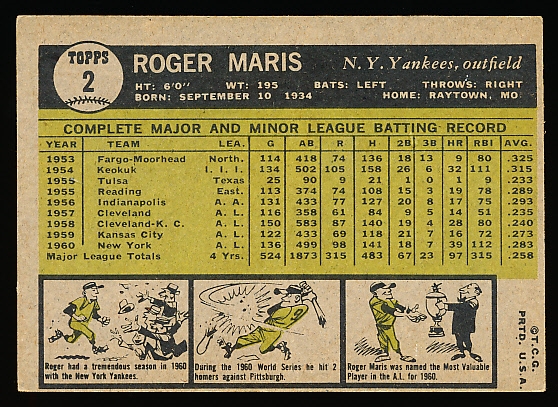 TOPPS
2
ROGER MARIS N. Y. Yankees, outfield
HT: 6'0" WT: 195 BATS: LEFT THROWS: RIGHT
BORN: SEPTEMBER 10 1934 HOME: RAYTOWN, MO.
COMPLETE MAJOR AND MINOR LEAGUE BATTING RECORD
YEAR TEAM LEA. G AB R H 2B 3B HR RBI AVG.
1953 Fargo-Moorhead North. 114 418 74 136 18 13 9 80 .325
1954 Keokuk I. I. I. 134 502 105 158 26 6 32 111 .315
1955 Tulsa Texas 25 90 9 21 1 0 1 9 .233
1955 Reading East. 113 374 74 108 15 3 19 78 .289
1956 Indianapolis A. A. 131 433 77 127 20 8 17 75 .293
1957 Cleveland A. L. 116 358 61 84 9 5 14 51 .235
1958 Cleveland-K. C. A. L. 150 583 87 140 19 4 28 80 .240
1959 Kansas City A. L. 122 433 69 118 21 7 16 72 .273
1960 New York A. L. 136 499 98 141 18 7 39 112 .283
Major League Totals 4 Yrs. 524 1873 315 483 67 23 97 315 .258
Roger had a tremendous season in 1960
with the New York Yankees.
2
During the 1960 World Series he hit 2
homers against Pittsburgh.
Roger Maris was named the Most Valuable
Player in the A.L. for 1960.
© T. C. G.
PRTD. U. S. A.